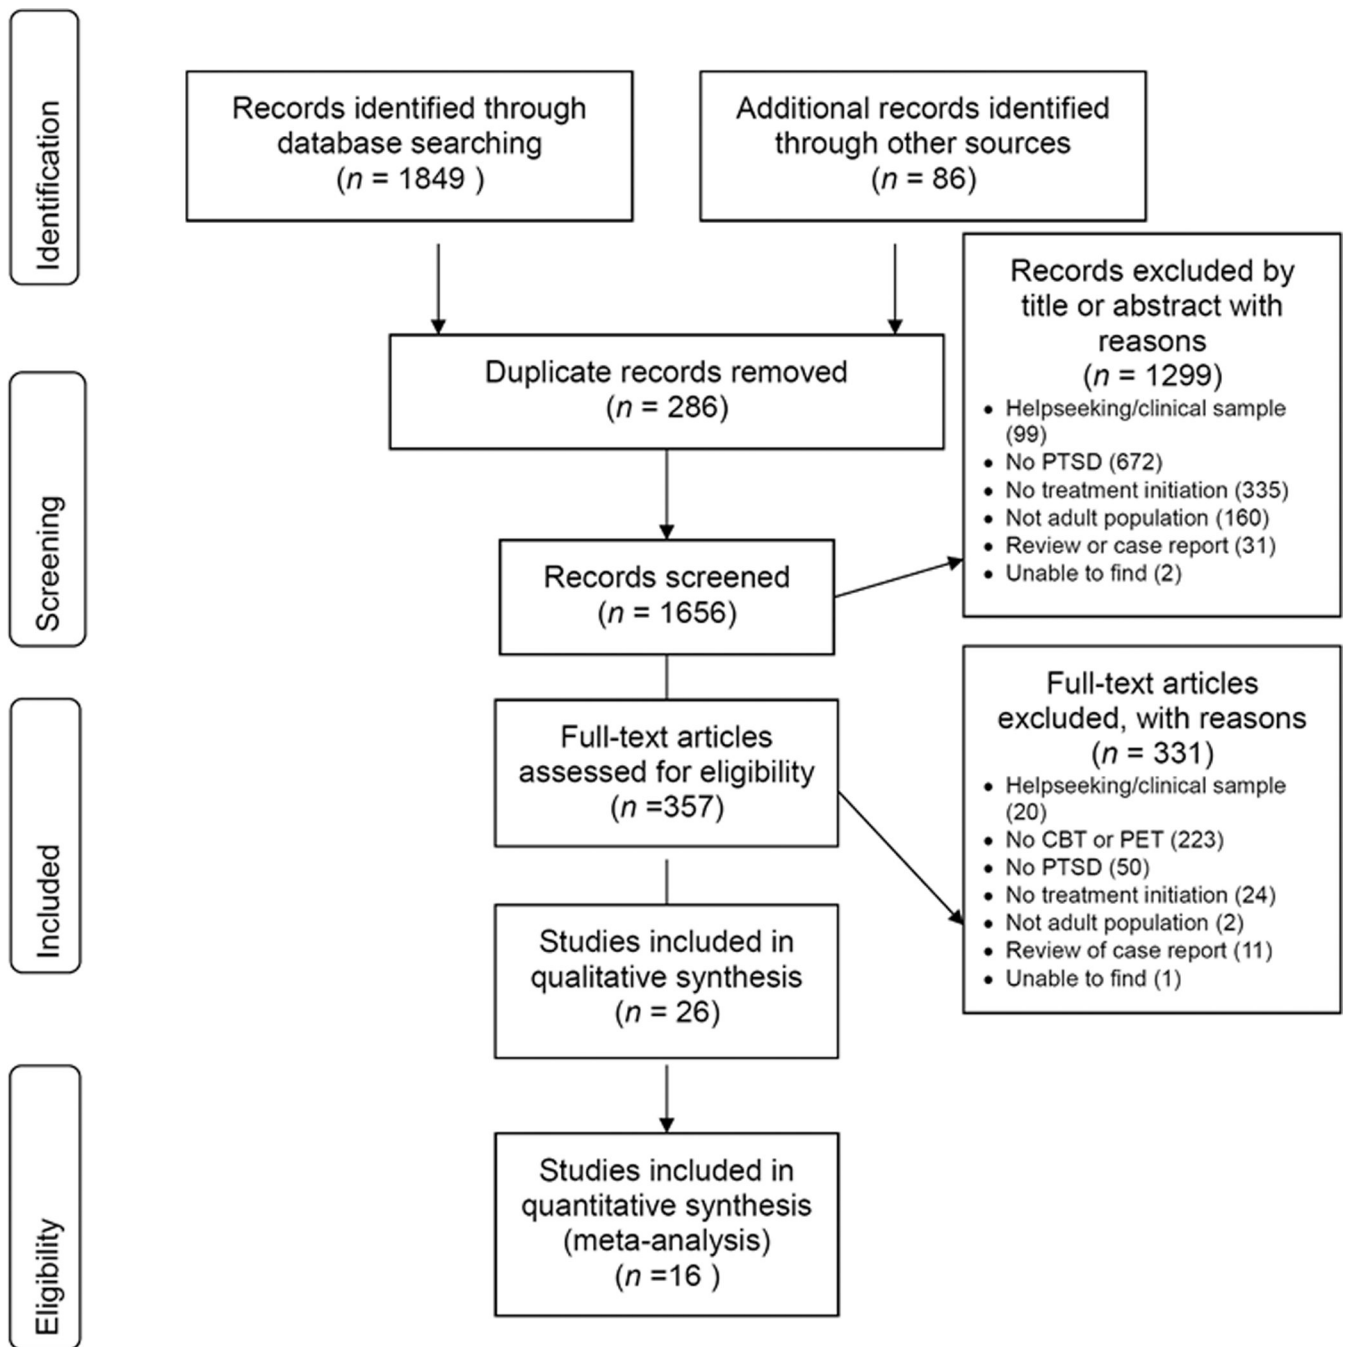 Identification
Records identified through
database searching
(n = 1849 )
Additional records identified
through other sources
(n = 86)
Duplicate records removed
(n = 286)
Records excluded by
title or abstract with
reasons
(n = 1299)
• Helpseeking/clinical sample
(99)
• No PTSD (672)
• No treatment initiation (335)
• Not adult population (160)
• Review or case report (31)
• Unable to find (2)
Screening
Records screened
(n = 1656)
Full-text articles
assessed for eligibility
(n =357)
Full-text articles
excluded, with reasons
(n = 331)
• Helpseeking/clinical sample
(20)
• No CBT or PET (223)
• No PTSD (50)
• No treatment initiation (24)
• Not adult population (2)
• Review of case report (11)
• Unable to find (1)
Included
Studies included in
qualitative synthesis
(n = 26)
Eligibility
Studies included in
quantitative synthesis
(meta-analysis)
(n =16 )